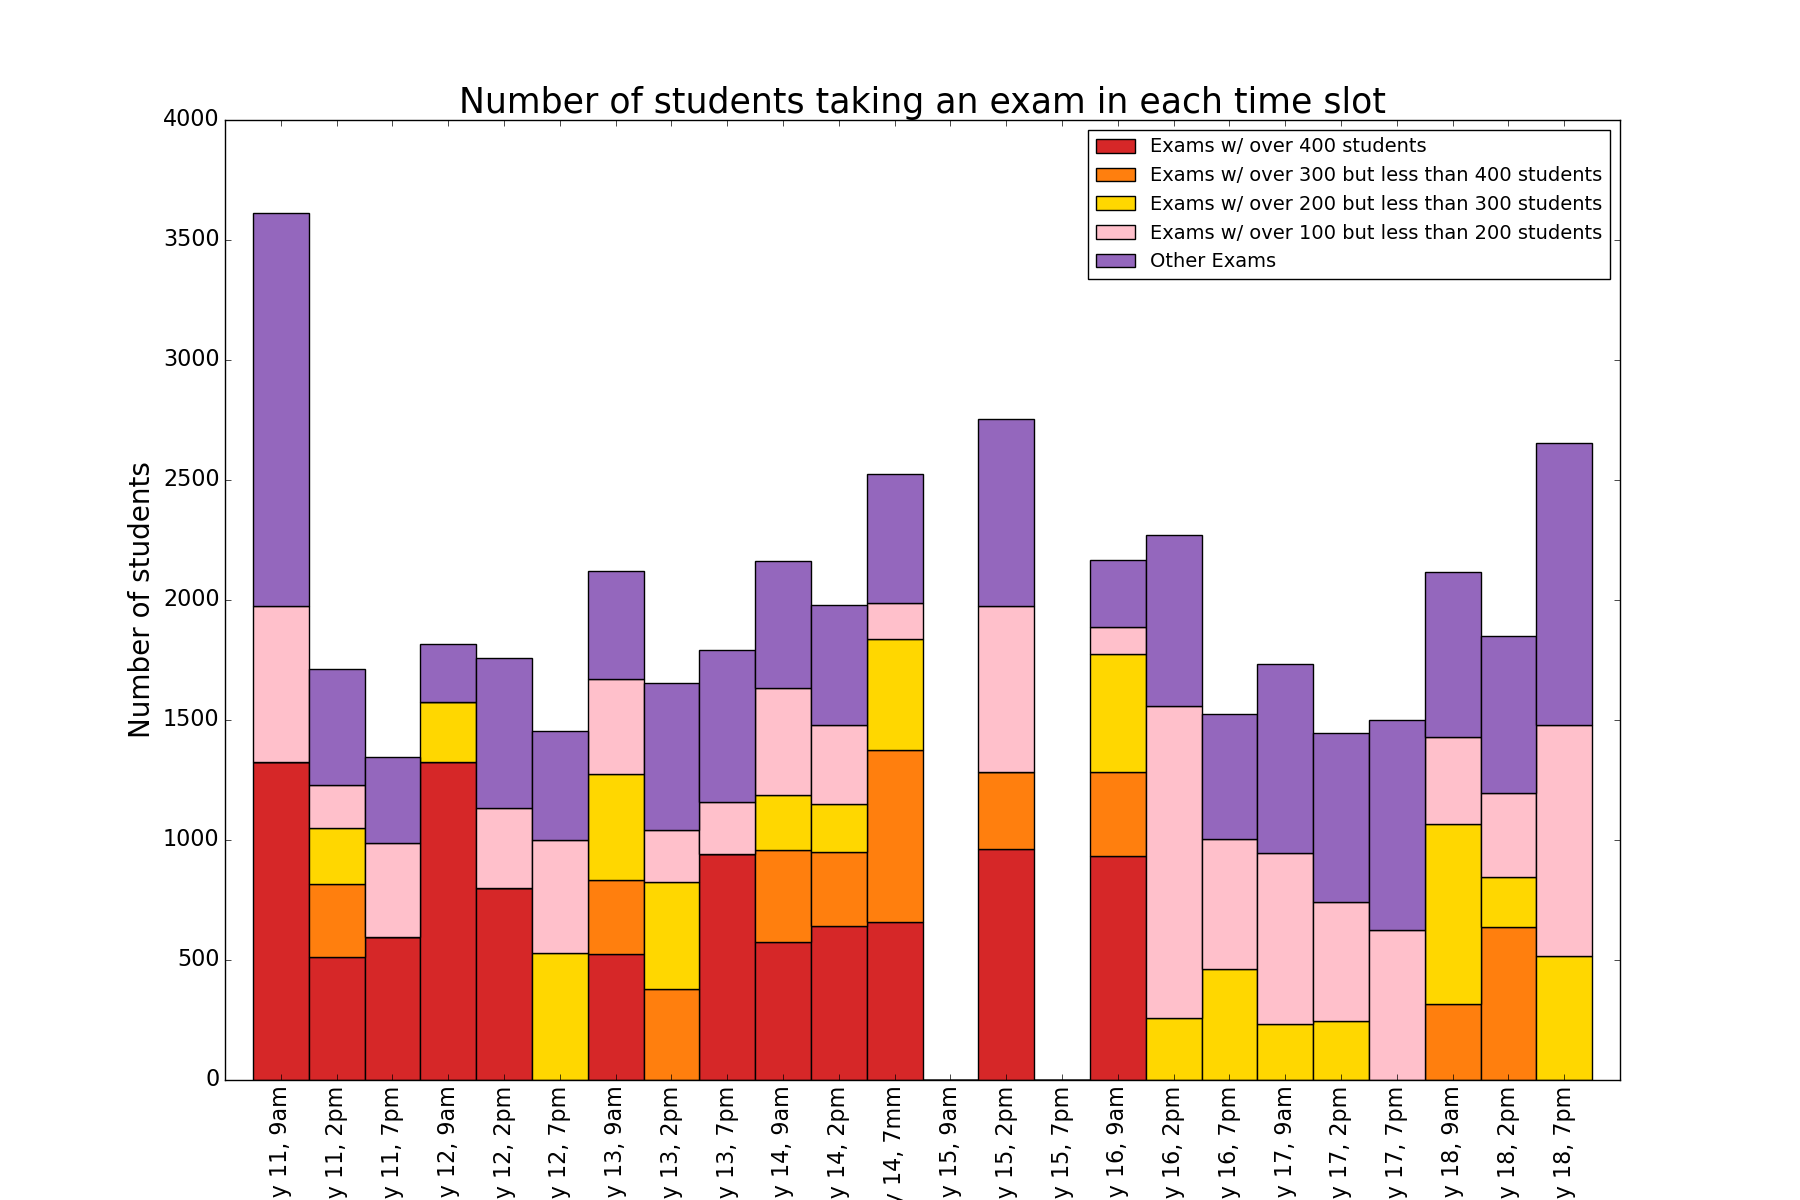 Number of students taking an exam in each time slot
Exams w/ over 400 students
Exams w/ over 300 but less than 400 students
Exams w/ over 200 but less than 300 students
Exams w/ over 100 but less than 200 students
Other Exams
Number of students
4000
3500
3000
2500
2000
1500
1000
500
0
y 11, 9am
y 11, 2pm
y 11, 7pm
y 12, 9am
y 12, 2pm
y 12, 7pm
y 13, 9am
y 13, 2pm
y 13, 7pm
y 14, 9am
y 14, 2pm
y 14, 7mm
y 15, 9am
y 15, 2pm
y 15, 7pm
y 16, 9am
y 16, 2pm
y 16, 7pm
y 17, 9am
y 17, 2pm
y 17, 7pm
y 18, 9am
y 18, 2pm
y 18, 7pm